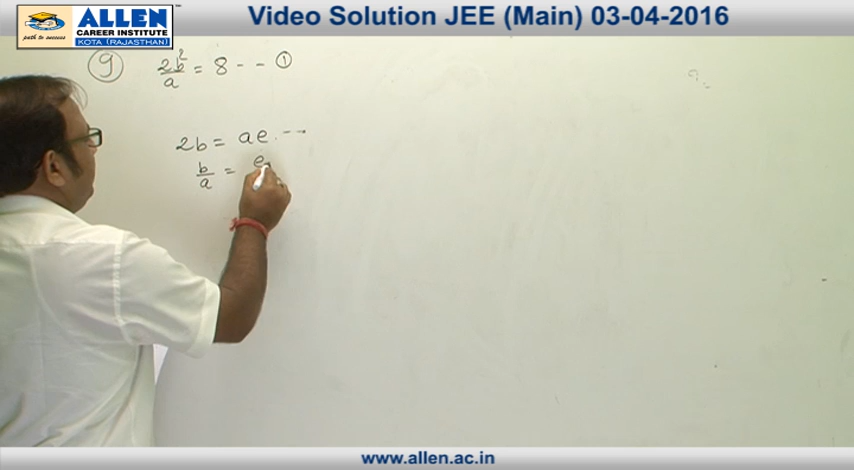 ALLEN
CAREER INSTITUTE
KOTA (RAJASTHAN)
path to success
Video Solution JEE (Main) 03-04-2016
9 2b²/a = 8 - - ①
2b = ae. - - -
b/a = e
www.allen.ac.in